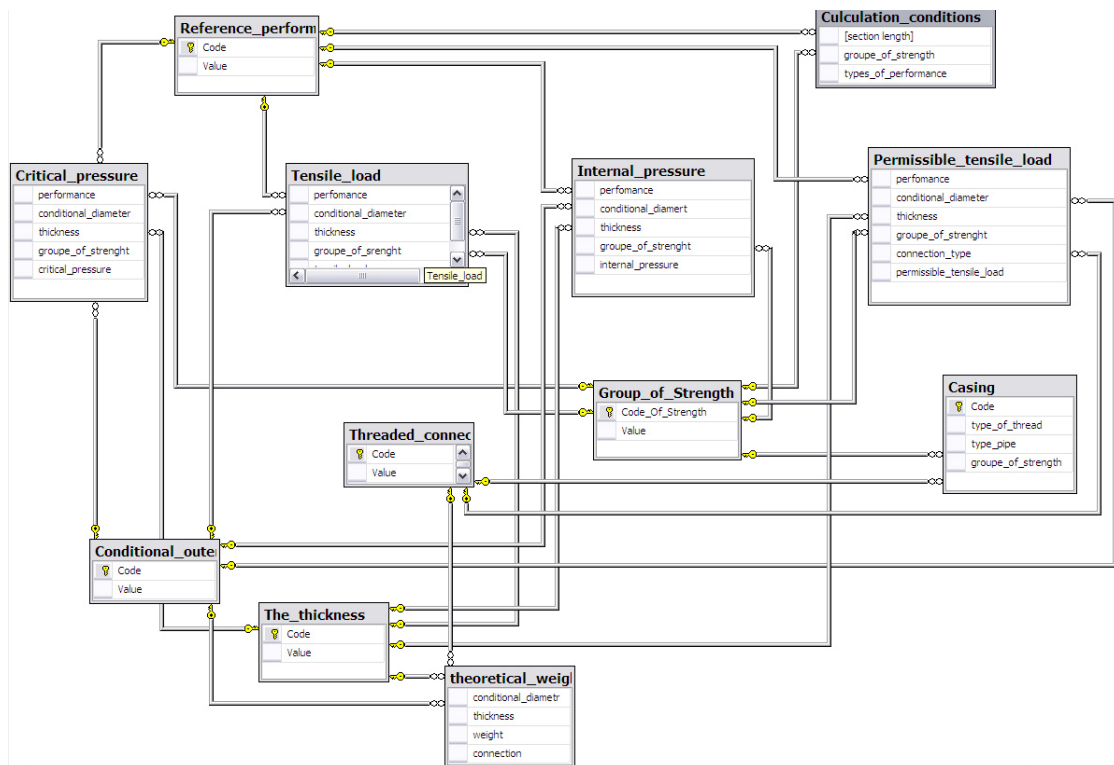 Reference_perform
Code
Value
Culculation_conditions
[section length]
groupe_of_strength
types_of_performance
Critical_pressure
perfomance
conditional_diameter
thickness
groupe_of_strenght
critical_pressure
Tensile_load
perfomance
conditional_diameter
thickness
groupe_of_srenght
Tensile_load
Internal_pressure
perfomance
conditional_diamert
thickness
groupe_of_strenght
internal_pressure
Permissible_tensile_load
perfomance
conditional_diameter
thickness
groupe_of_strenght
connection_type
permissible_tensile_load
Group_of_Strength
Code_Of_Strength
Value
Casing
Code
type_of_thread
type_pipe
groupe_of_strength
Threaded_connec
Code
Value
Conditional_oute
Code
Value
The_thickness
Code
Value
theoretical_weig
conditional_diametr
thickness
weight
connection